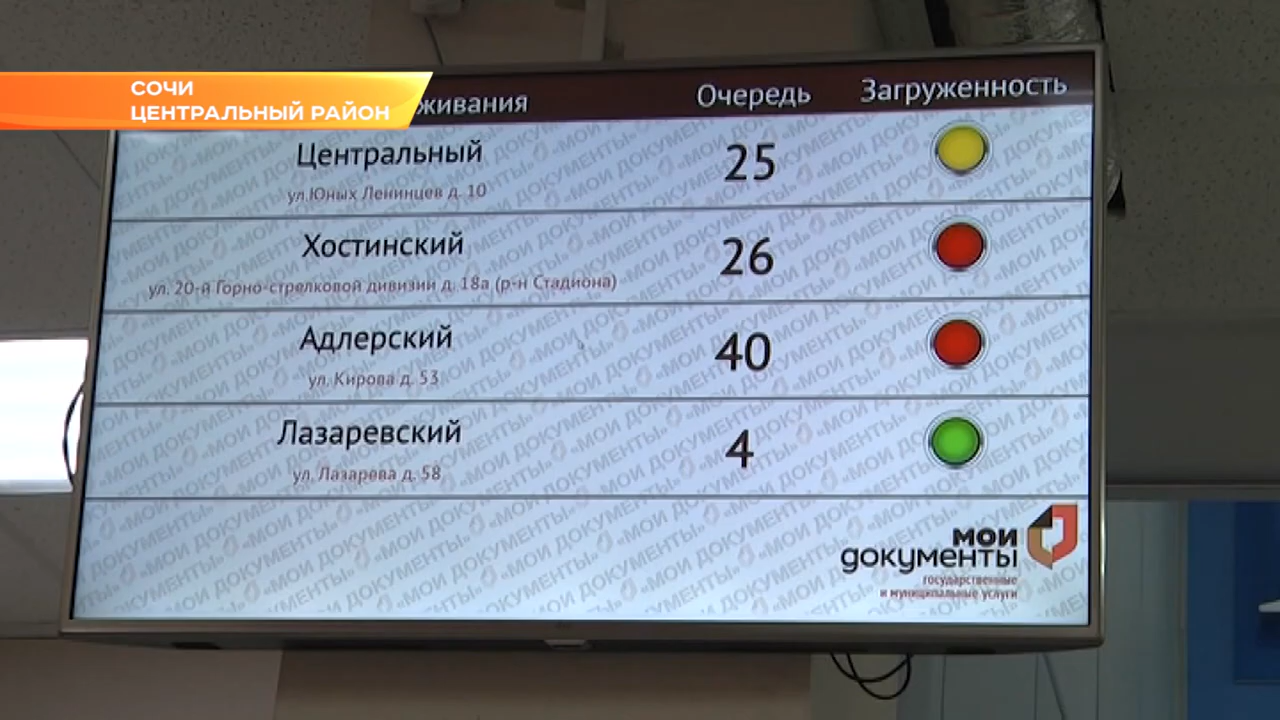 СОЧИ
ЦЕНТРАЛЬНЫЙ РАЙОН
живания Очередь Загруженность
Центральный 25
ул.Юных Ленинцев д. 10
Хостинский 26
ул. 20-й Горно-стрелковой дивизии д. 18а (р-н Стадиона)
Адлерский 40
ул. Кирова д. 53
Лазаревский 4
ул. Лазарева д. 58
мои
документы
государственные
и муниципальные услуги